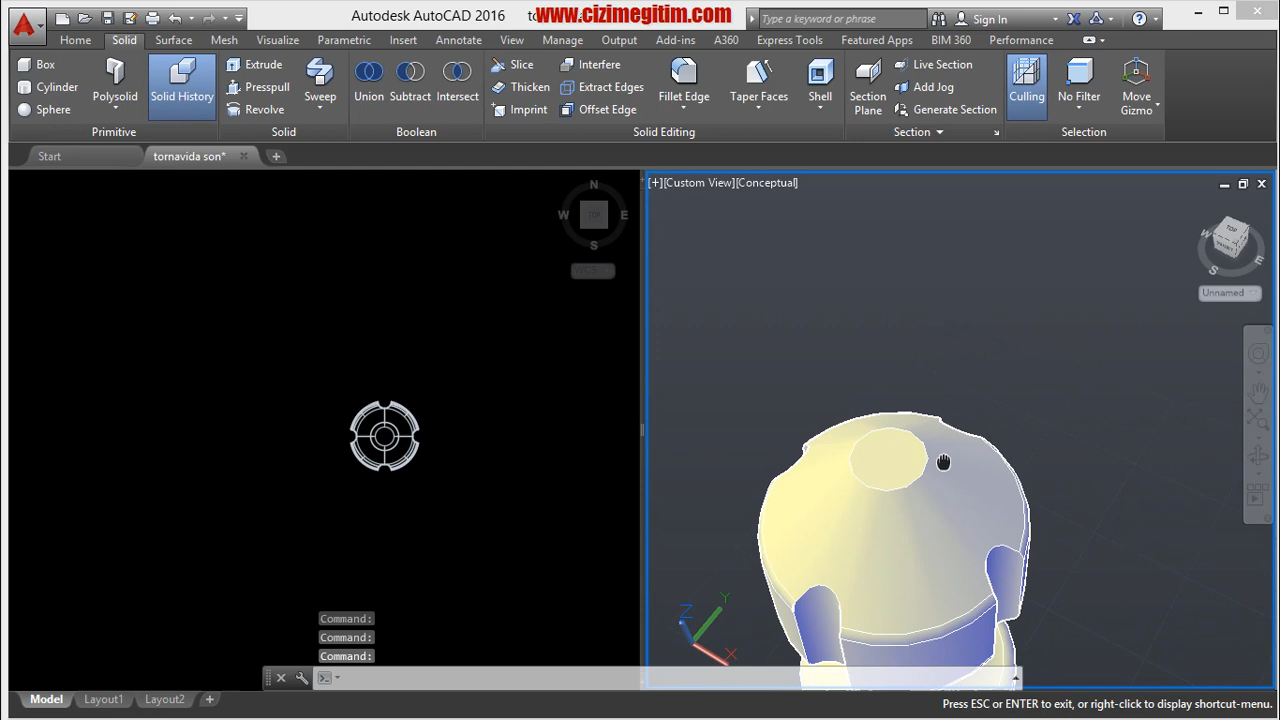 Autodesk AutoCAD 2016 to
www.cizimegitim.com
Type a keyword or phrase
Sign In
Home Solid Surface Mesh Visualize Parametric Insert Annotate View Manage Output Add-ins A360 Express Tools Featured Apps BIM 360 Performance
Box
Cylinder
Sphere
Polysolid
Solid History
Extrude
Presspull
Revolve
Sweep
Union
Subtract
Intersect
Slice
Thicken
Imprint
Interfere
Extract Edges
Offset Edge
Fillet Edge
Taper Faces
Shell
Section
Plane
Live Section
Add Jog
Generate Section
Culling
No Filter
Move
Gizmo
Primitive
Solid
Boolean
Solid Editing
Section
Selection
Start
tornavida son*
[+][Custom View][Conceptual]
N
W
TOP
E
S
WCS
W
TOP
E
S
Unnamed
Z
Y
X
Command:
Command:
Command:
Model Layout1 Layout2
Press ESC or ENTER to exit, or right-click to display shortcut-menu.